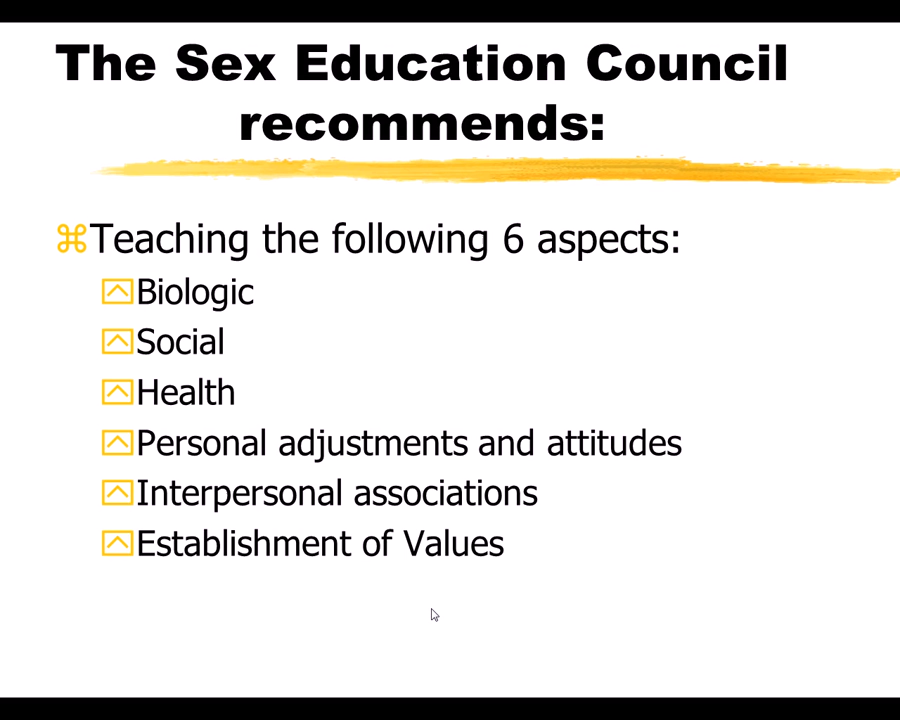 The Sex Education Council
recommends:
⌘Teaching the following 6 aspects:
Biologic
Social
Health
Personal adjustments and attitudes
Interpersonal associations
Establishment of Values